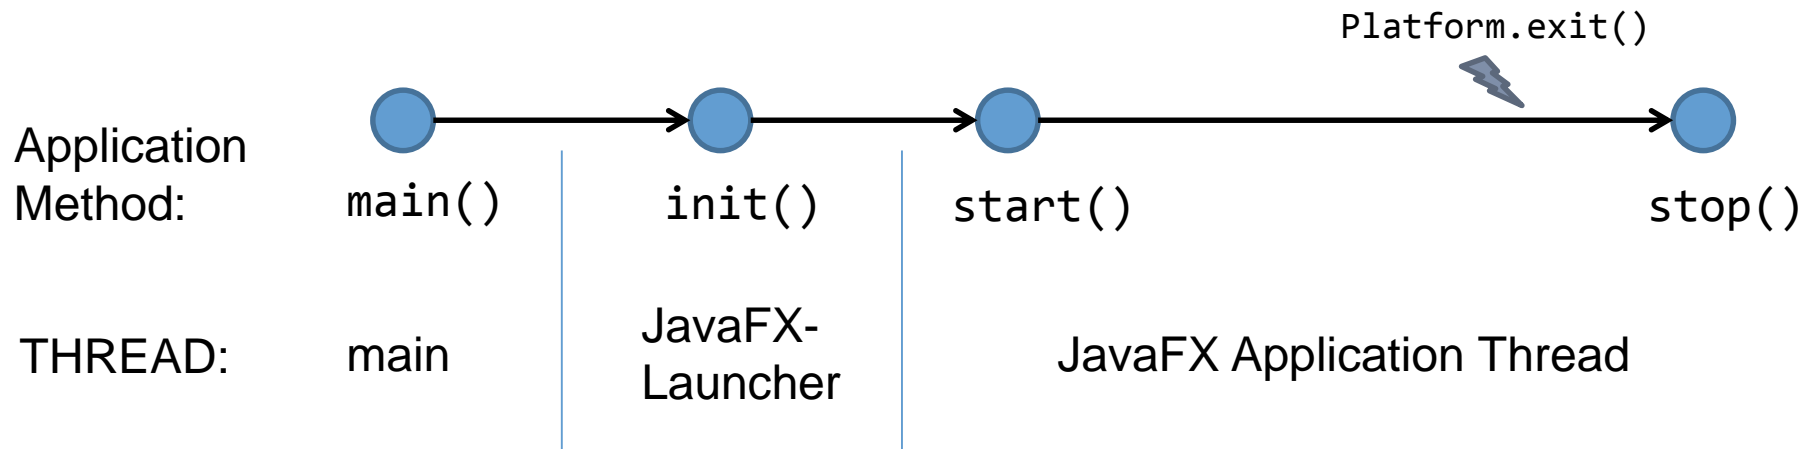 Platform.exit()
Application
Method:
main()
init()
start()
stop()
THREAD:
main
JavaFX-
Launcher
JavaFX Application Thread